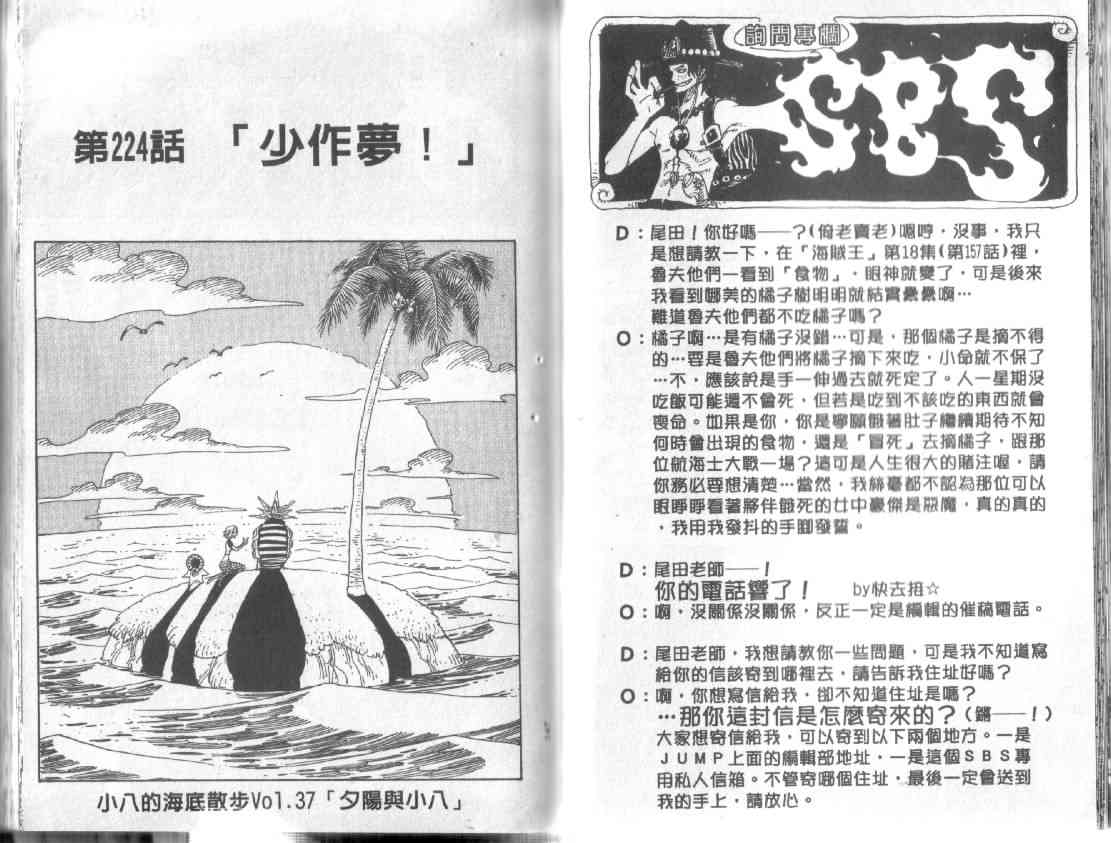 第224話 「少作夢!」
小八的海底散步Vol.37「夕陽與小八」
詢問專欄
SBS
D:尾田!你好嗎──?(倚老賣老)嗯哼,沒事,我只
是想請教一下,在「海賊王」第18集(第157話)裡,
魯夫他們一看到「食物」,眼神就變了,可是後來
我看到娜美的橘子樹明明就結實纍纍啊…
難道魯夫他們都不吃橘子嗎?
O:橘子啊…是有橘子沒錯…可是,那個橘子是摘不得
的…要是魯夫他們將橘子摘下來吃,小命就不保了
…不,應該說是手一伸過去就死定了。人一星期沒
吃飯可能還不會死,但若是吃到不該吃的東西就會
喪命。如果是你,你是寧願餓著肚子繼續期待不知
何時會出現的食物,還是「冒死」去摘橘子,跟那
位航海士大戰一場?這可是人生很大的賭注喔,請
你務必要想清楚…當然,我絲毫都不認為那位可以
眼睜睜看著夥伴餓死的女中豪傑是惡魔,真的真的
,我用我發抖的手腳發誓。
D:尾田老師──!
你的電話響了! by快去招☆
O:啊,沒關係沒關係,反正一定是編輯的催稿電話。
D:尾田老師,我想請教你一些問題,可是我不知道寫
給你的信該寄到哪裡去,請告訴我住址好嗎?
O:啊,你想寫信給我,卻不知道住址是嗎?
…那你這封信是怎麼寄來的?(鏘──!)
大家想寄信給我,可以寄到以下兩個地方。一是
JUMP上面的編輯部地址,一是這個SBS專
用私人信箱。不管寄哪個住址,最後一定會送到
我的手上,請放心。